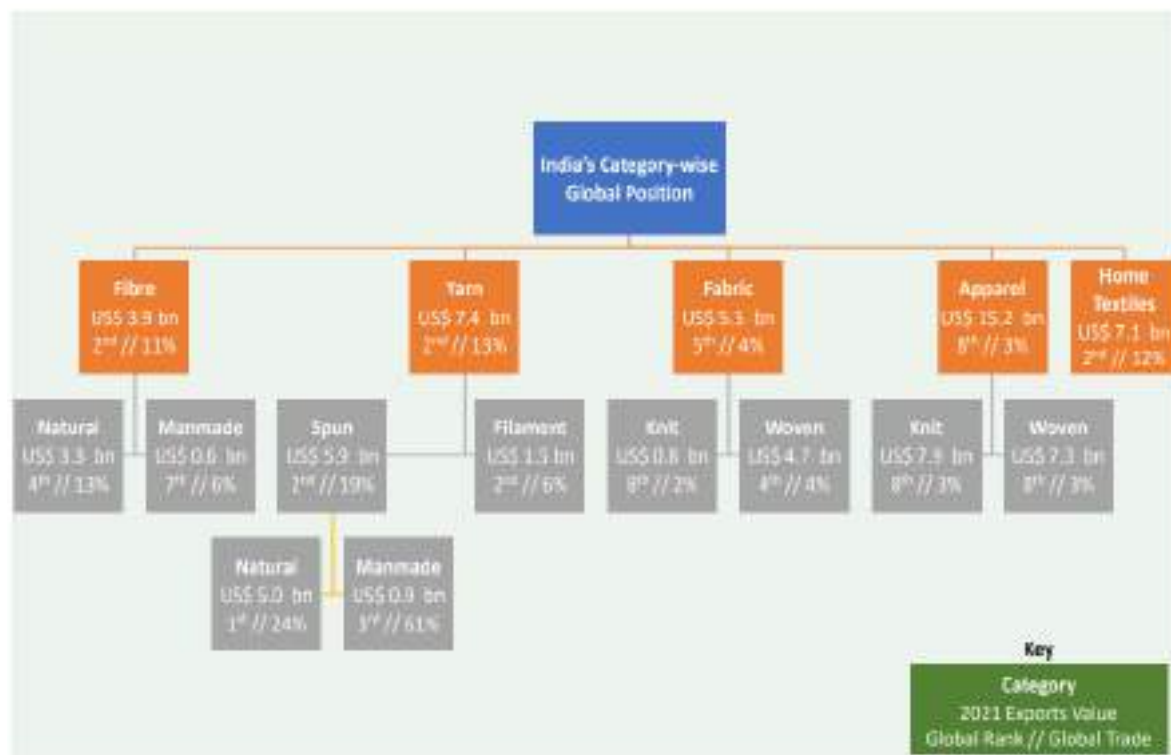 India's Category-wise
Global Position
Fibre
US$ 3.9 bn
2nd // 11%
Yarn
US$ 7.4 bn
2nd // 13%
Fabric
US$ 5.5 bn
5th // 4%
Apparel
US$ 15.2 bn
8th // 3%
Home
Textiles
US$ 7.1 bn
2nd // 12%
Natural
US$ 3.3 bn
4th // 13%
Manmade
US$ 0.6 bn
7th // 6%
Spun
US$ 5.9 bn
2nd // 19%
Filament
US$ 1.5 bn
2nd // 6%
Knit
US$ 0.8 bn
8th // 2%
Woven
US$ 4.7 bn
4th // 4%
Knit
US$ 7.9 bn
8th // 3%
Woven
US$ 7.3 bn
8th // 3%
Natural
US$ 5.0 bn
1st // 24%
Manmade
US$ 0.9 bn
3rd // 61%
Key
Category
2021 Exports Value
Global Rank // Global Trade